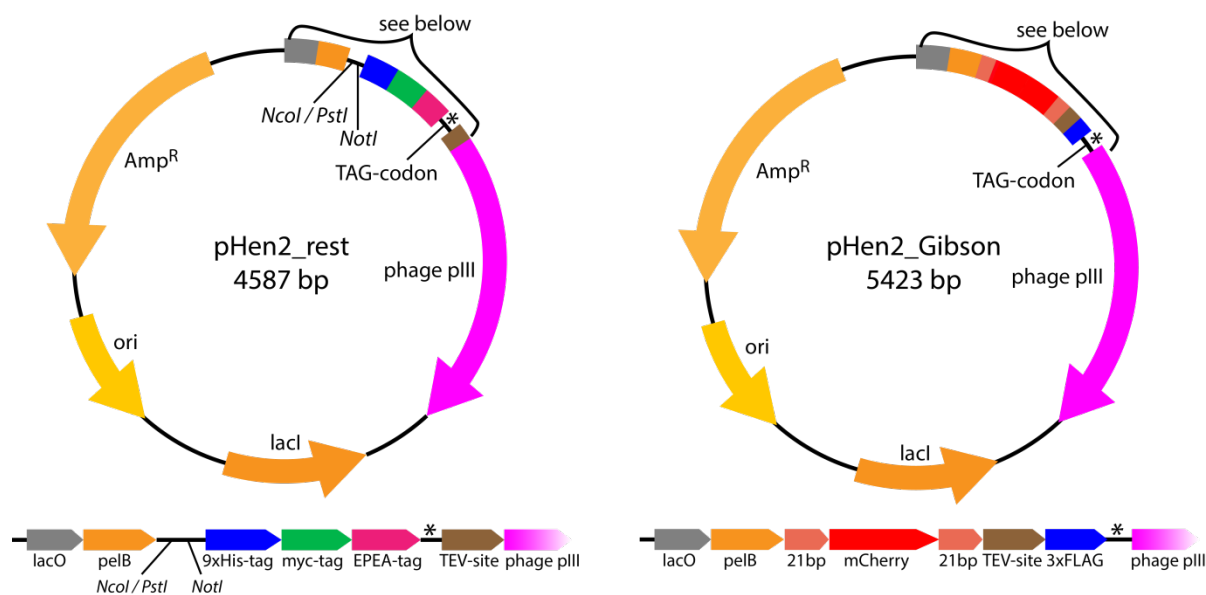 see below
NcoI / PstI
NotI
*
TAG-codon
Amp^R
pHen2_rest
4587 bp
phage pIII
ori
lacI
*
lacO pelB 9xHis-tag myc-tag EPEA-tag TEV-site phage pIII
NcoI / PstI NotI
see below
*
TAG-codon
Amp^R
pHen2_Gibson
5423 bp
phage pIII
ori
lacI
*
lacO pelB 21bp mCherry 21bp TEV-site 3xFLAG phage pIII